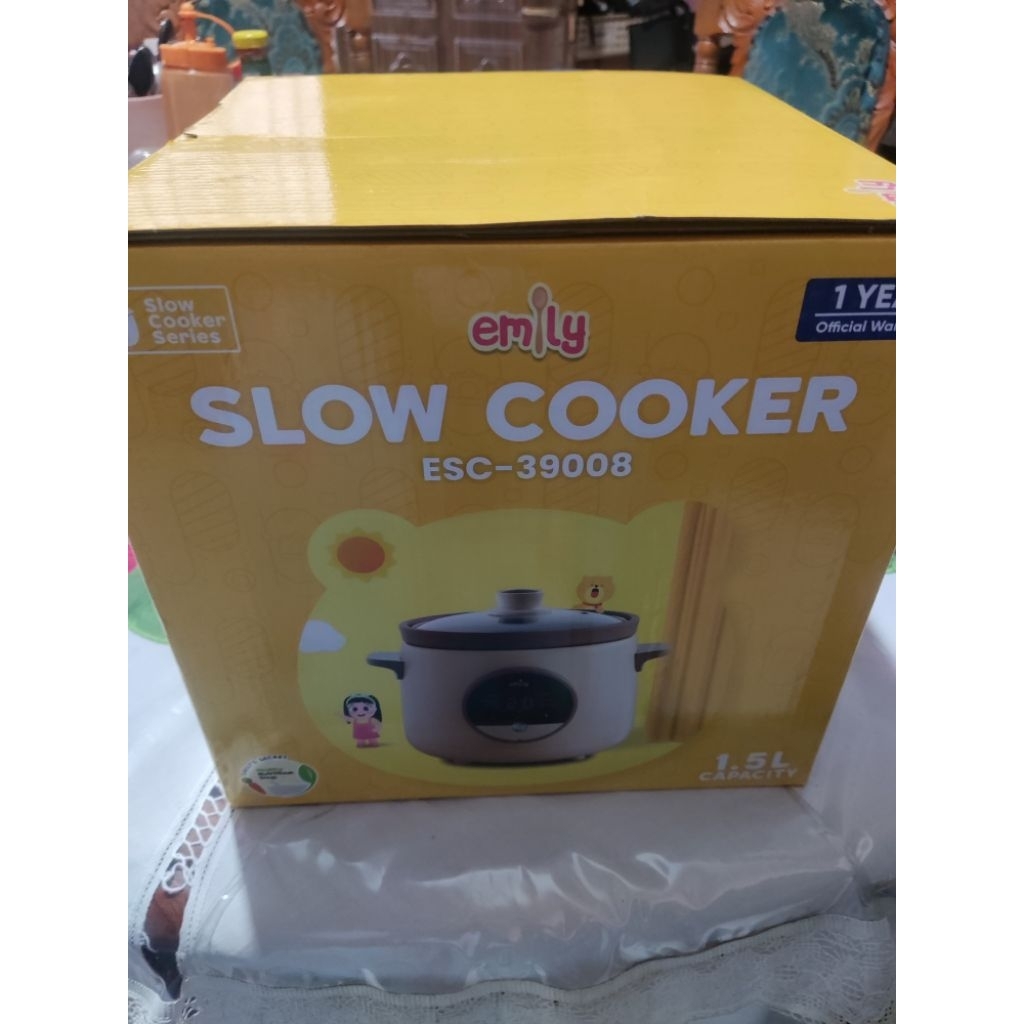 Slow
Cooker
Series
emily
1 YEA
Official Wa
SLOW COOKER
ESC-39008
1.5L
CAPACITY